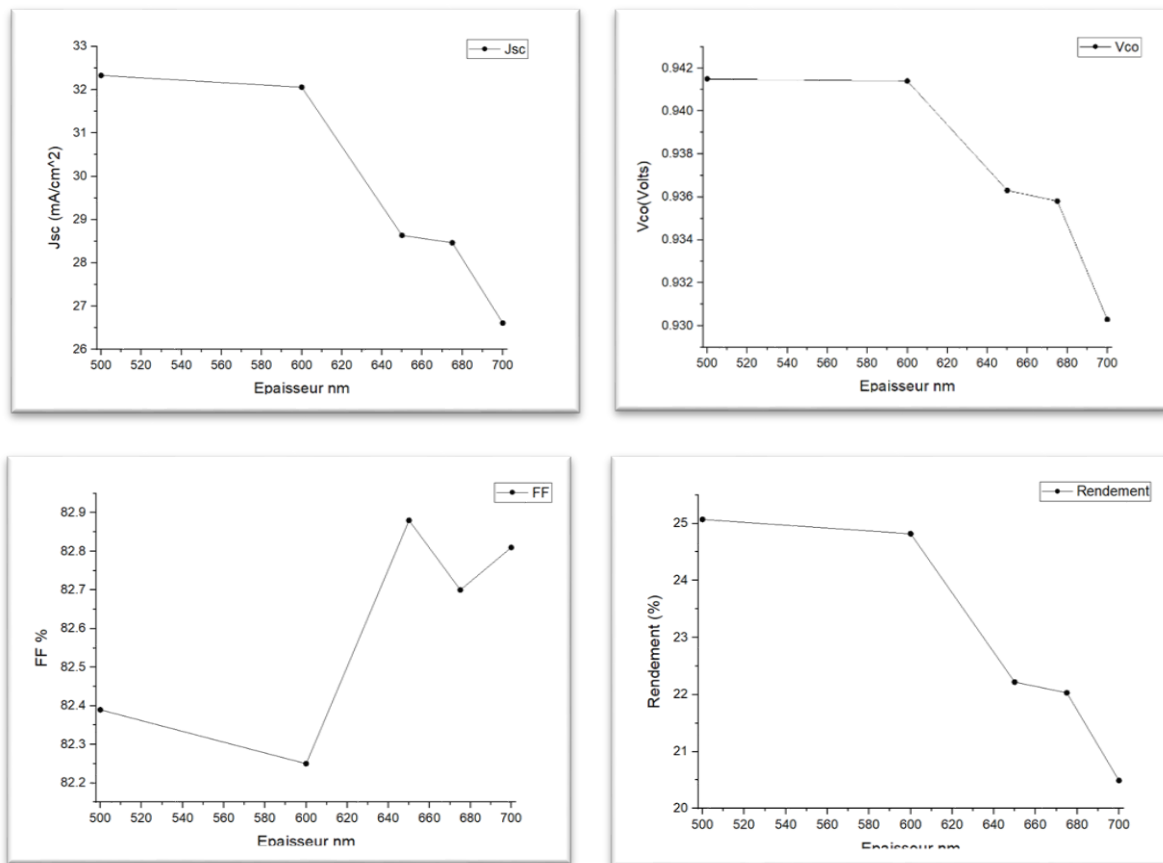 Jsc
33
32
31
30
29
28
27
26
500 520 540 560 580 600 620 640 660 680 700
Jsc (mA/cm^2)
Epaisseur nm
Vco
0.942
0.940
0.938
0.936
0.934
0.932
0.930
500 520 540 560 580 600 620 640 660 680 700
Vco(Volts)
Epaisseur nm
FF
82.9
82.8
82.7
82.6
82.5
82.4
82.3
82.2
500 520 540 560 580 600 620 640 660 680 700
FF %
Epaisseur nm
Rendement
25
24
23
22
21
20
500 520 540 560 580 600 620 640 660 680 700
Rendement (%)
Epaisseur nm